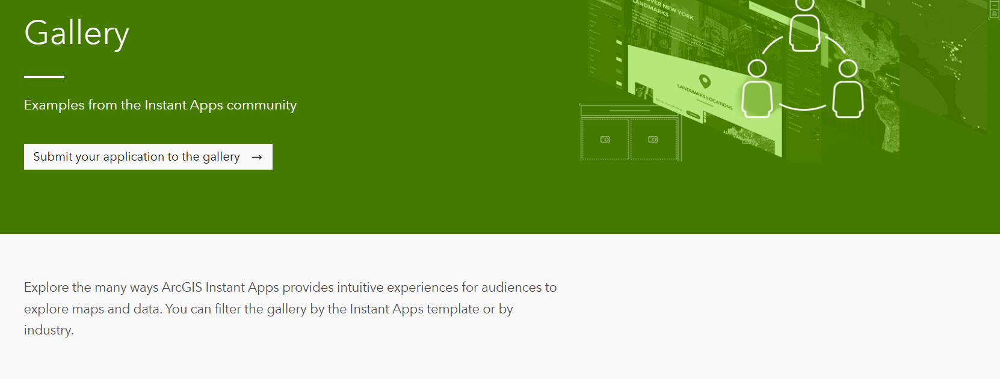 Gallery
Examples from the Instant Apps community
Submit your application to the gallery →
OVER NEW YORK
LANDMARKS
LANDMARKS LOCATIONS
Explore the many ways ArcGIS Instant Apps provides intuitive experiences for audiences to
explore maps and data. You can filter the gallery by the Instant Apps template or by
industry.